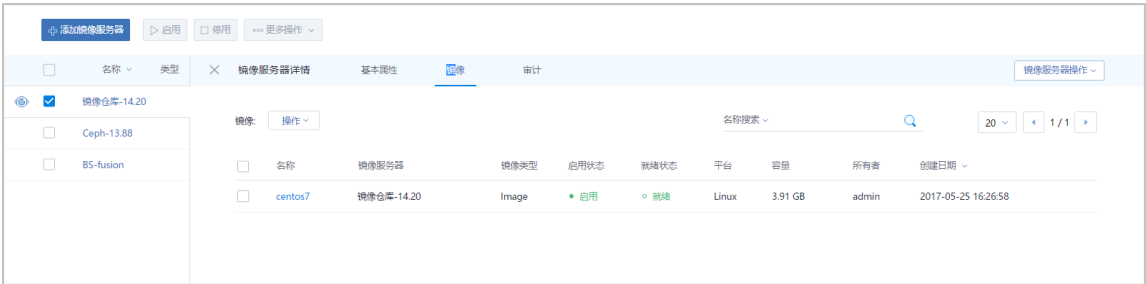 添加镜像服务器 启用 停用 更多操作
名称 类型 镜像服务器详情 基本属性 镜像 审计 镜像服务器操作
镜像仓库-14.20
镜像: 操作 名称搜索 20 1 / 1
Ceph-13.88
BS-fusion
名称 镜像服务器 镜像类型 启用状态 就绪状态 平台 容量 所有者 创建日期
centos7 镜像仓库-14.20 Image 启用 就绪 Linux 3.91 GB admin 2017-05-25 16:26:58